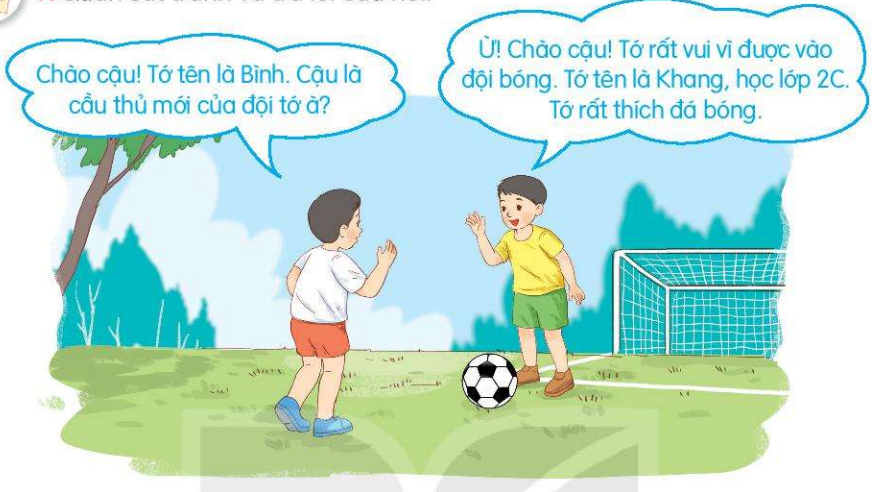 Chào cậu! Tớ tên là Bình. Cậu là
cầu thủ mới của đội tớ à?
Ừ! Chào cậu! Tớ rất vui vì được vào
đội bóng. Tớ tên là Khang, học lớp 2C.
Tớ rất thích đá bóng.